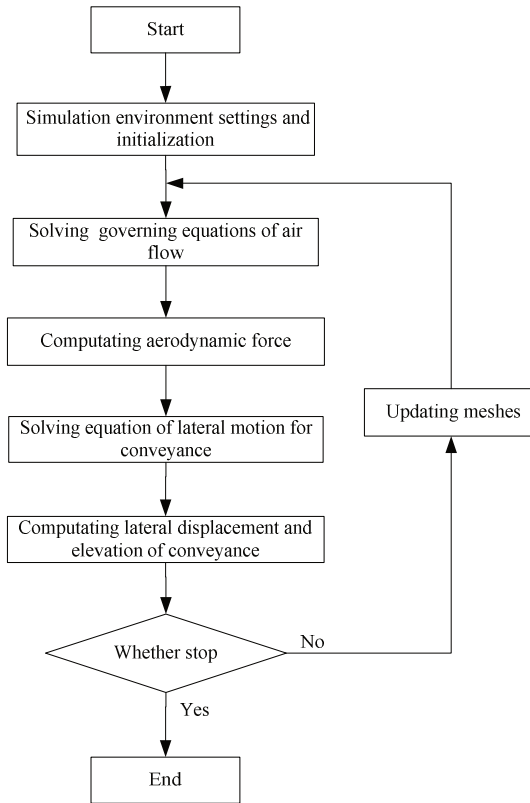 Start
Simulation environment settings and
initialization
Solving governing equations of air
flow
Computating aerodynamic force
Updating meshes
Solving equation of lateral motion for
conveyance
Computating lateral displacement and
elevation of conveyance
Whether stop
No
Yes
End